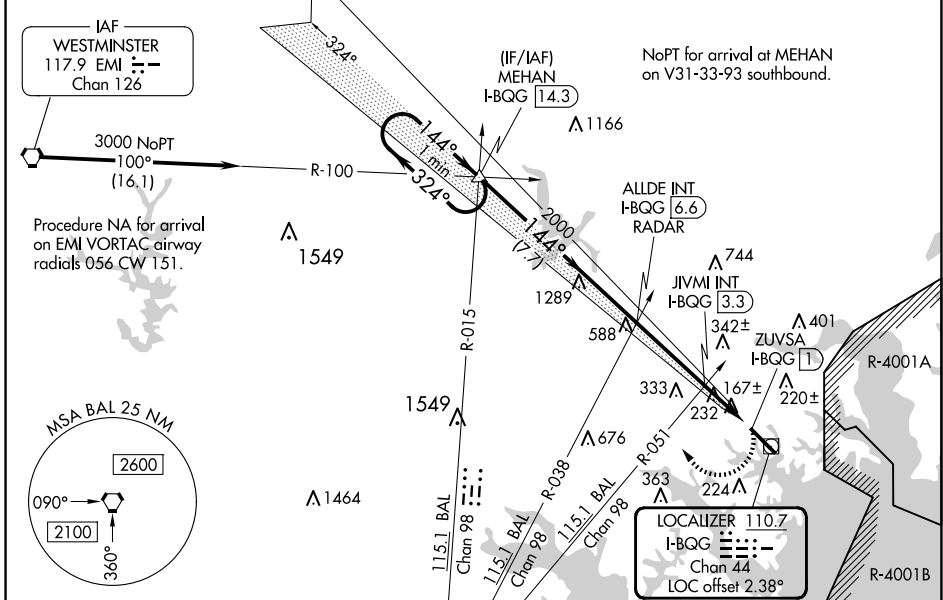 IAF
WESTMINSTER
117.9 EMI
Chan 126
3000 NoPT
100°
(16.1)
R-100
Procedure NA for arrival
on EMI VORTAC airway
radials 056 CW 151.
324°
(IF/IAF)
MEHAN
I-BQG 14.3
NoPT for arrival at MEHAN
on V31-33-93 southbound.
1166
144°
1 min
324°
1549
2000
144°
(7.7)
ALLDE INT
I-BQG 6.6
RADAR
744
JIVMI INT
I-BQG 3.3
1289
588
342±
401
ZUVSA
I-BQG 1
R-4001A
333
167±
232
220±
R-015
1549
MSA BAL 25 NM
2600
090°
2100
360°
1464
676
R-051
R-038
363
224
115.1 BAL
Chan 98
115.1 BAL
Chan 98
115.1 BAL
Chan 98
LOCALIZER 110.7
I-BQG
Chan 44
LOC offset 2.38°
R-4001B